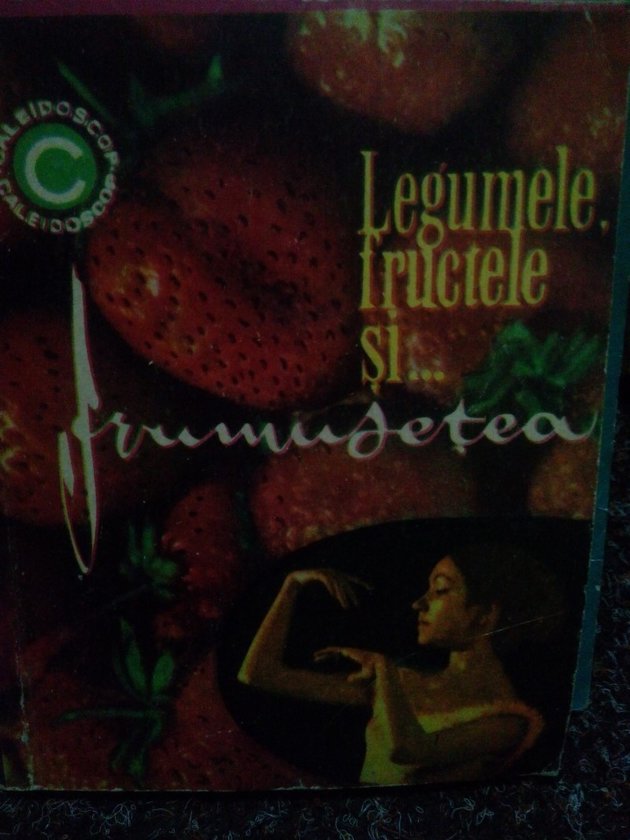 CALEIDOSCOP · CALEIDOSCOP
C
Legumele,
fructele
și...
frumusețea